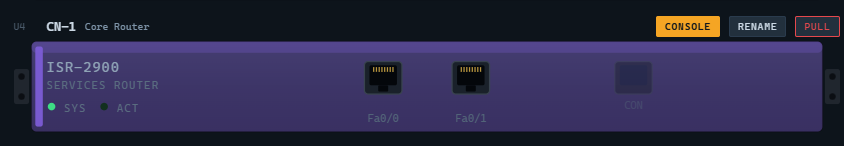 U4 CN-1 Core Router CONSOLE RENAME PULL
ISR-2900
SERVICES ROUTER
SYS ACT
Fa0/0 Fa0/1 CON